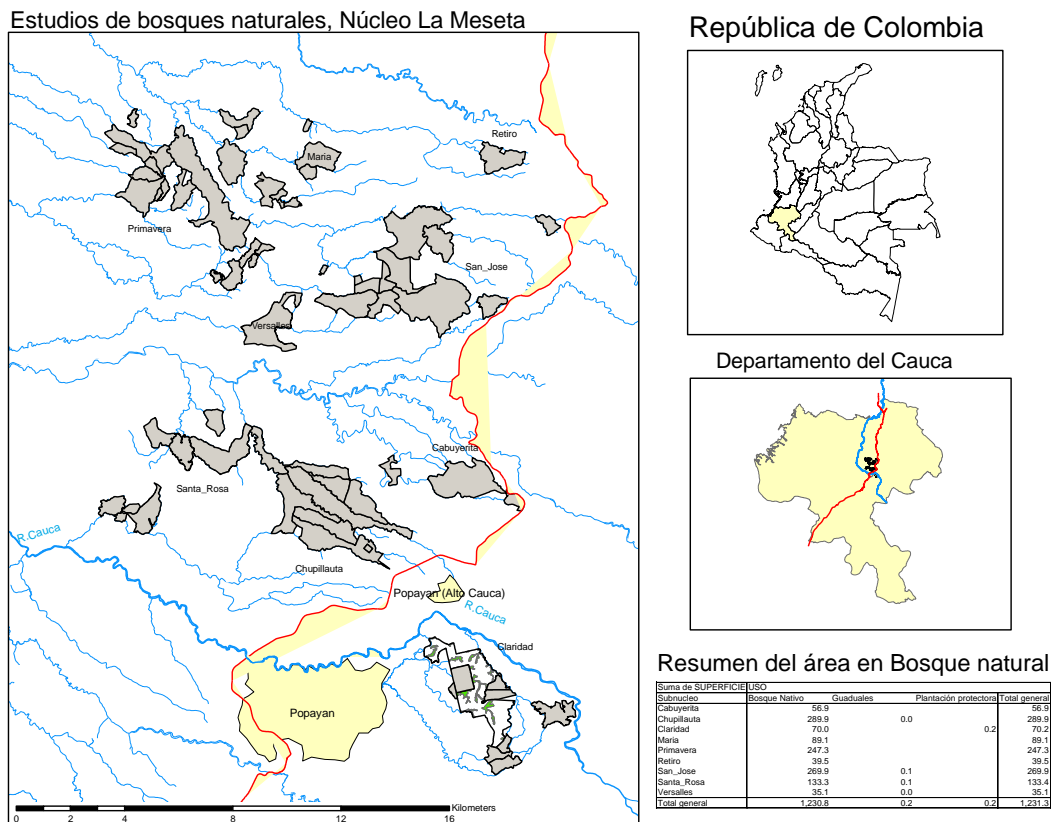 Estudios de bosques naturales, Núcleo La Meseta
Retiro
Maria
Primavera
San_Jose
Versalles
Cabuyerita
Santa_Rosa
R.Cauca
Chupillauta
Popayan (Alto Cauca)
R.Cauca
Claridad
Popayan
Kilometers
0 2 4 8 12 16
República de Colombia
Departamento del Cauca
Resumen del área en Bosque natural
Suma de SUPERFICIE USO
Subnucleo Bosque Nativo Guaduales Plantación protectora Total general
Cabuyerita 56.9 56.9
Chupillauta 289.9 0.0 289.9
Claridad 70.0 0.2 70.2
Maria 89.1 89.1
Primavera 247.3 247.3
Retiro 39.5 39.5
San_Jose 269.9 0.1 269.9
Santa_Rosa 133.3 0.1 133.4
Versalles 35.1 0.0 35.1
Total general 1,230.8 0.2 0.2 1,231.3